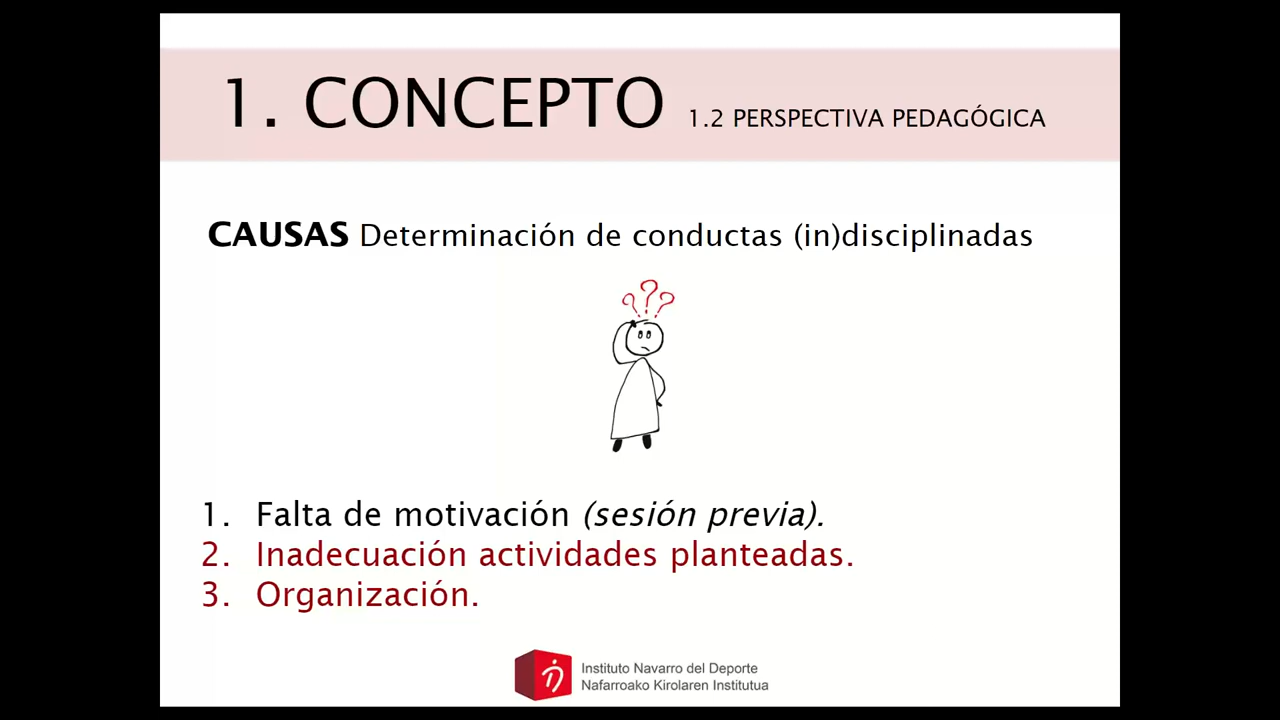 1. CONCEPTO 1.2 PERSPECTIVA PEDAGÓGICA
CAUSAS Determinación de conductas (in)disciplinadas
???
1. Falta de motivación (sesión previa).
2. Inadecuación actividades planteadas.
3. Organización.
Instituto Navarro del Deporte
Nafarroako Kirolaren Institutua